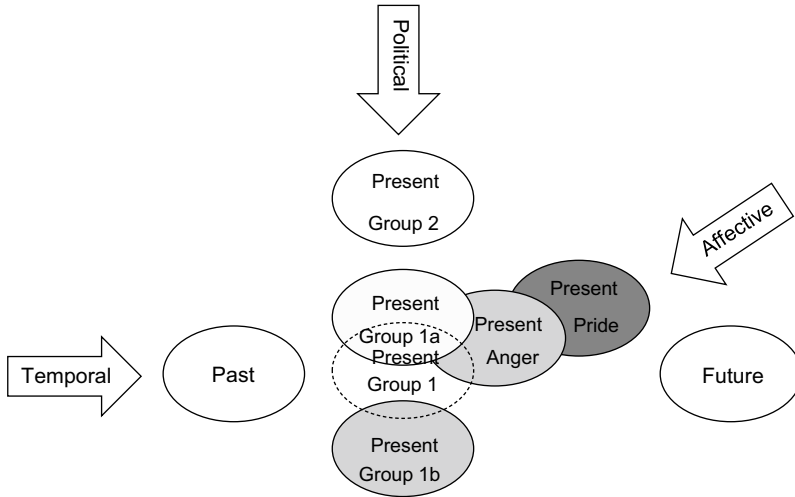 Political
Present
Group 2
Affective
Present
Pride
Present
Group 1a
Present
Anger
Present
Group 1
Temporal
Past
Future
Present
Group 1b